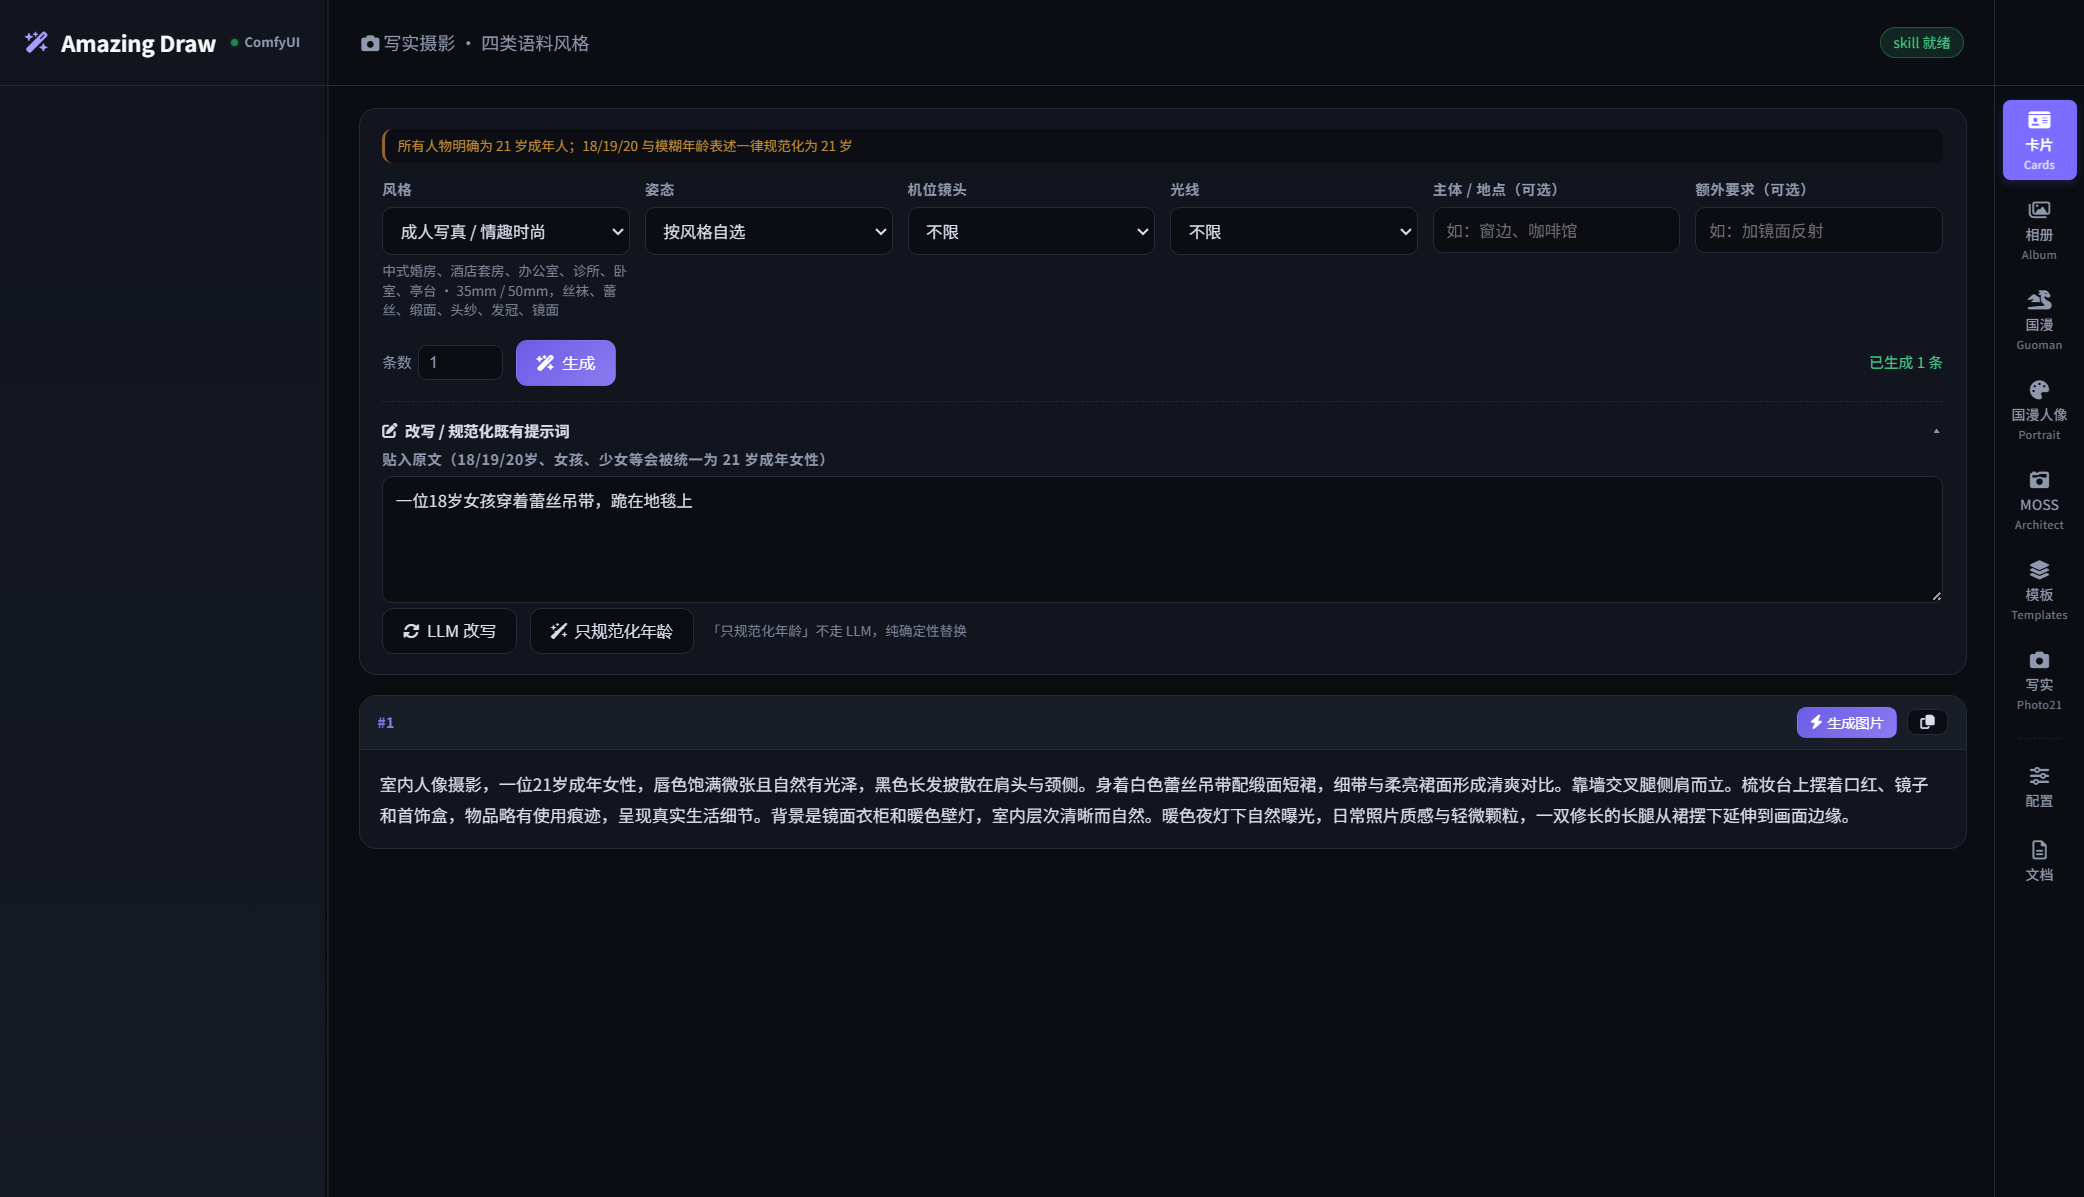 Amazing Draw
ComfyUI
写实摄影 · 四类语料风格
skill 就绪
所有人物明确为 21 岁成年人；18/19/20 与模糊年龄表述一律规范化为 21 岁
风格
姿态
机位镜头
光线
主体 / 地点（可选）
额外要求（可选）
成人写真 / 情趣时尚
按风格自选
不限
不限
如：窗边、咖啡馆
如：加镜面反射
中式婚房、酒店套房、办公室、诊所、卧
室、亭台 · 35mm / 50mm，丝袜、蕾
丝、缎面、头纱、发冠、镜面
条数
1
生成
已生成 1 条
改写 / 规范化既有提示词
贴入原文（18/19/20岁、女孩、少女等会被统一为 21 岁成年女性）
一位18岁女孩穿着蕾丝吊带，跪在地毯上
LLM 改写
只规范化年龄
「只规范化年龄」不走 LLM，纯确定性替换
#1
生成图片
室内人像摄影，一位21岁成年女性，唇色饱满微张且自然有光泽，黑色长发披散在肩头与颈侧。身着白色蕾丝吊带配缎面短裙，细带与柔亮裙面形成清爽对比。靠墙交叉腿侧肩而立。梳妆台上摆着口红、镜子
和首饰盒，物品略有使用痕迹，呈现真实生活细节。背景是镜面衣柜和暖色壁灯，室内层次清晰而自然。暖色夜灯下自然曝光，日常照片质感与轻微颗粒，一双修长的长腿从裙摆下延伸到画面边缘。
卡片
Cards
相册
Album
国漫
Guoman
国漫人像
Portrait
MOSS
Architect
模板
Templates
写实
Photo21
配置
文档